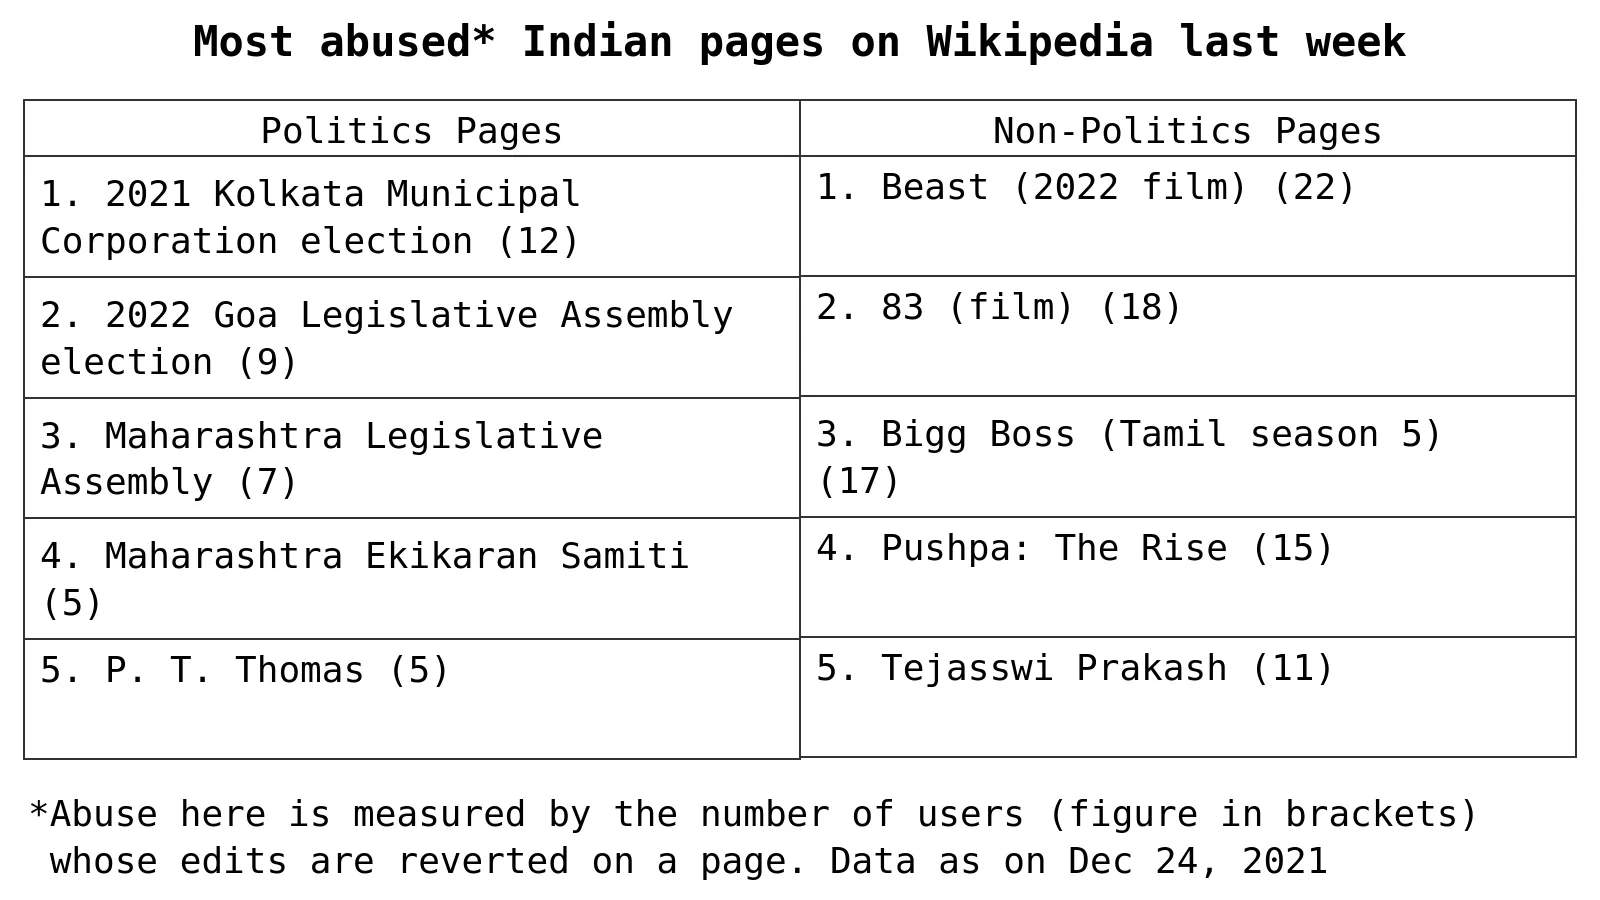 Most abused* Indian pages on Wikipedia last week
Politics Pages
1. 2021 Kolkata Municipal
Corporation election (12)
2. 2022 Goa Legislative Assembly
election (9)
3. Maharashtra Legislative
Assembly (7)
4. Maharashtra Ekikaran Samiti
(5)
5. P. T. Thomas (5)
Non-Politics Pages
1. Beast (2022 film) (22)
2. 83 (film) (18)
3. Bigg Boss (Tamil season 5)
(17)
4. Pushpa: The Rise (15)
5. Tejasswi Prakash (11)
*Abuse here is measured by the number of users (figure in brackets)
whose edits are reverted on a page. Data as on Dec 24, 2021